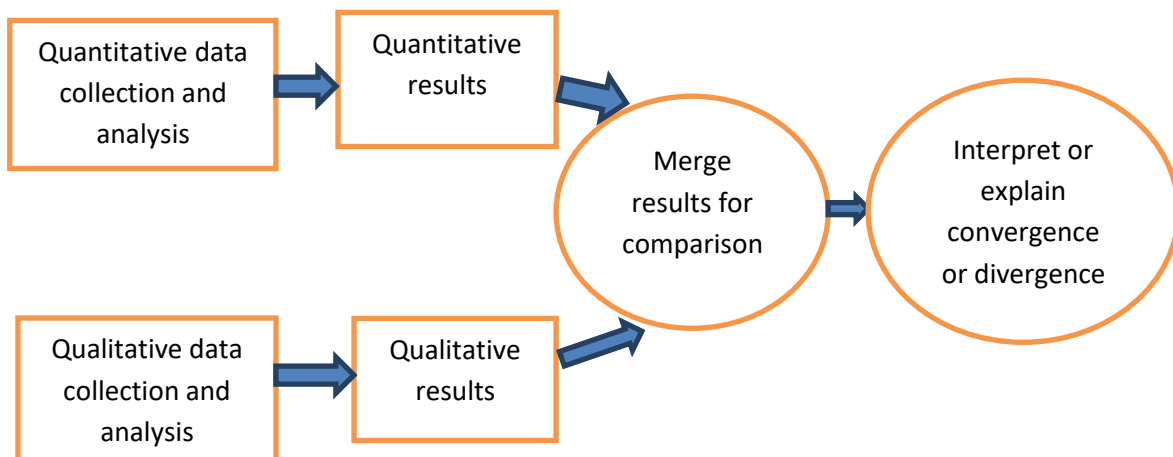 Quantitative data
collection and
analysis
Quantitative
results
Merge
results for
comparison
Interpret or
explain
convergence
or divergence
Qualitative data
collection and
analysis
Qualitative
results